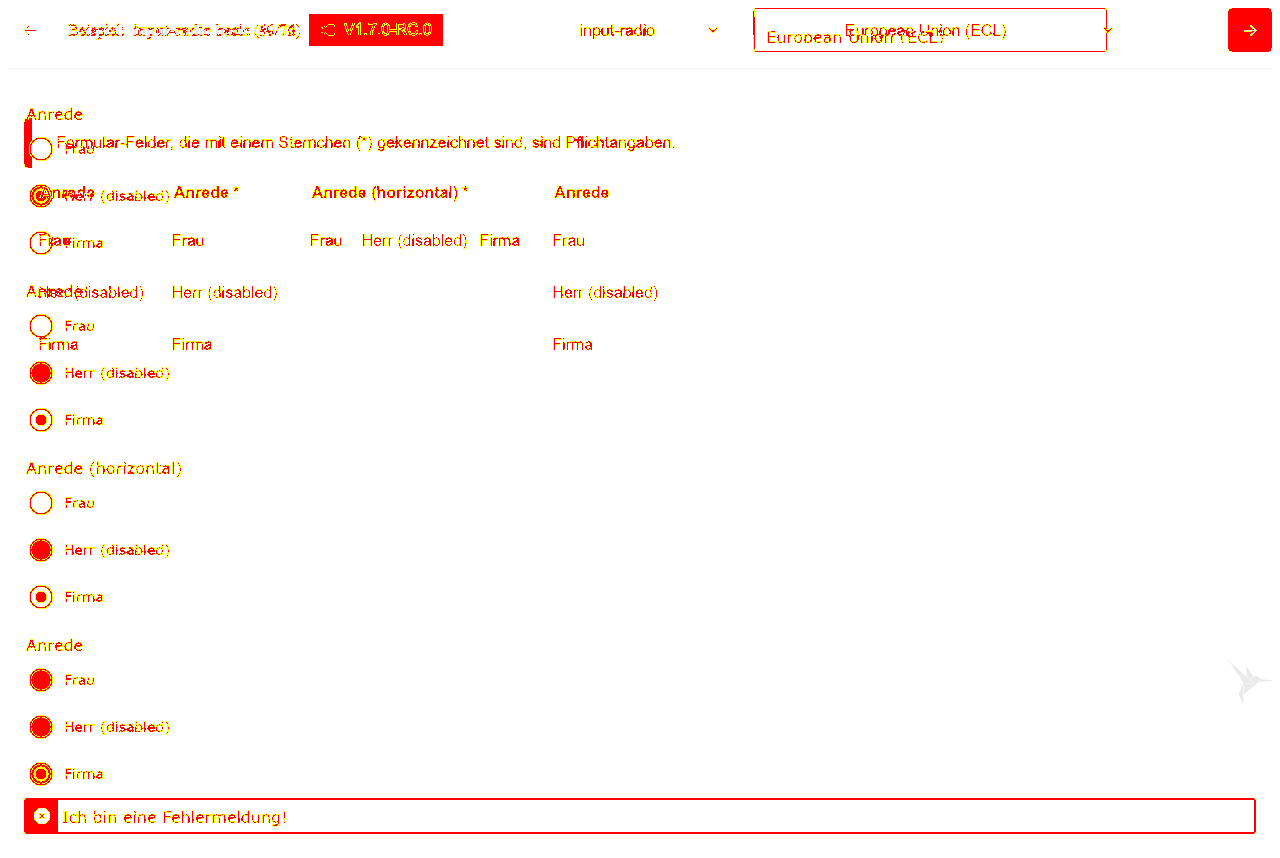 Beispiel: input-radio basic V1.7.0-RC.0 input-radio European Union (ECL)
European Union (ECL)
Anrede
Formular-Felder, die mit einem Sternchen (*) gekennzeichnet sind, sind Pflichtangaben.
Frau
Anrede Anrede * Anrede (horizontal) * Anrede
Herr (disabled)
Frau Frau Frau Herr (disabled) Firma Frau
Firma
Anrede
Herr (disabled) Herr (disabled) Herr (disabled)
Frau
Firma Firma Firma
Herr (disabled)
Firma
Anrede (horizontal)
Frau
Herr (disabled)
Firma
Anrede
Frau
Herr (disabled)
Firma
Ich bin eine Fehlermeldung!